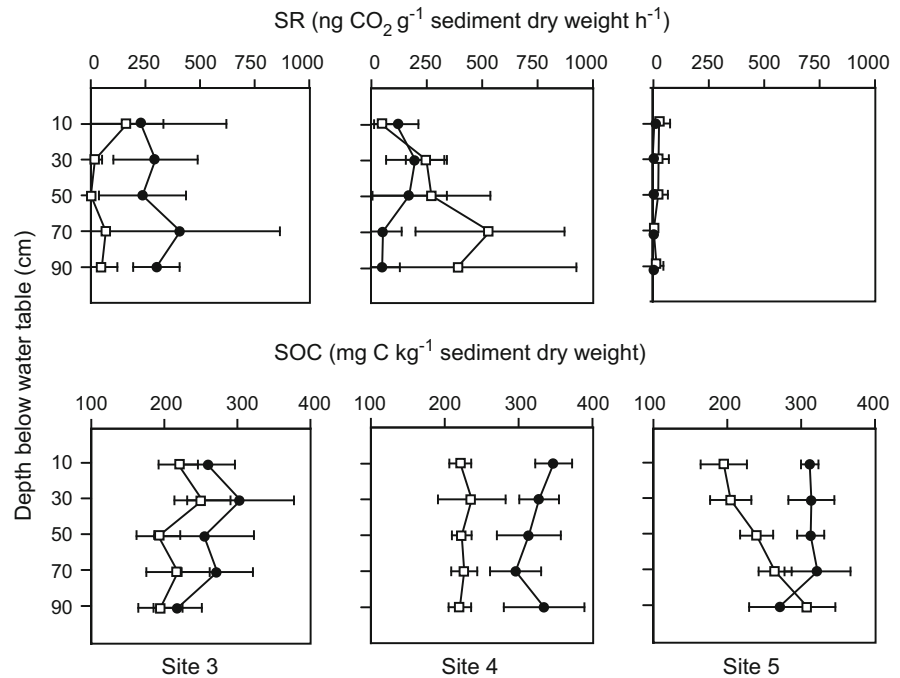 SR (ng CO₂ g⁻¹ sediment dry weight h⁻¹)
0 250 500 750 1000
0 250 500 750 1000
0 250 500 750 1000
10
30
50
70
90
Depth below water table (cm)
SOC (mg C kg⁻¹ sediment dry weight)
100 200 300 400
100 200 300 400
100 200 300 400
10
30
50
70
90
Site 3
Site 4
Site 5